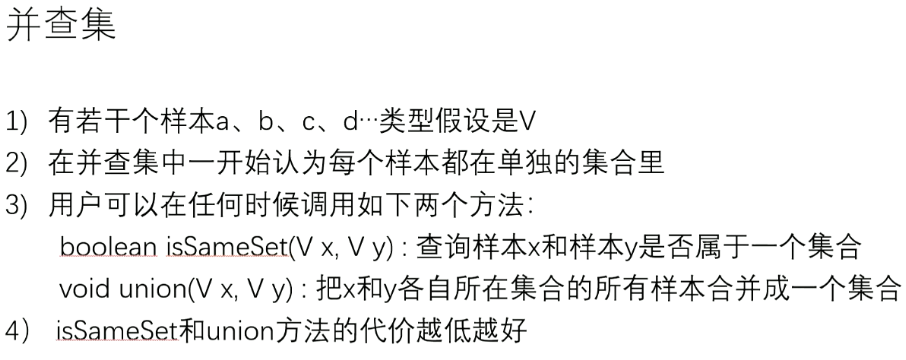 并查集
1) 有若干个样本a、b、c、d…类型假设是V
2) 在并查集中一开始认为每个样本都在单独的集合里
3) 用户可以在任何时候调用如下两个方法:
boolean isSameSet(V x, V y) : 查询样本x和样本y是否属于一个集合
void union(V x, V y) : 把x和y各自所在集合的所有样本合并成一个集合
4) isSameSet和union方法的代价越低越好